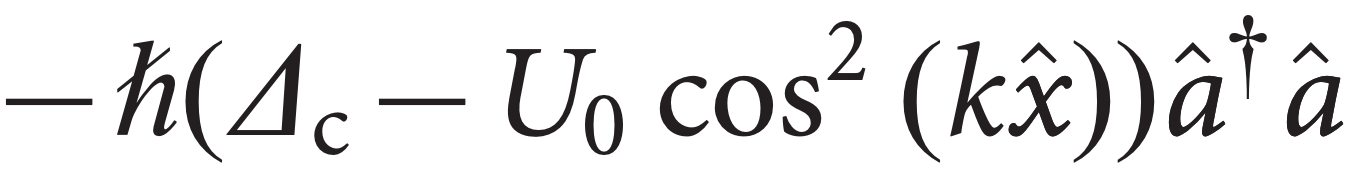 −ħ(Δc − U0 cos² (kx̂))â† â